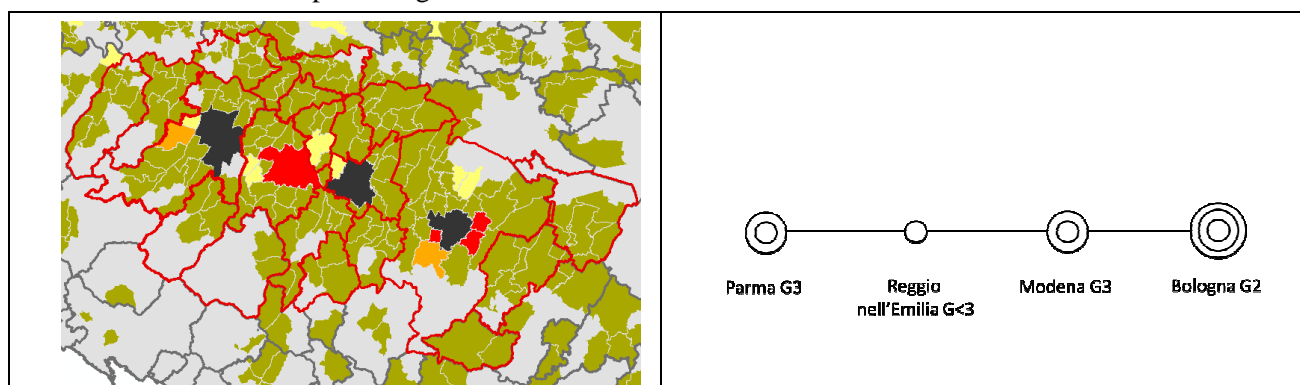 Parma G3
Reggio
nell'Emilia G<3
Modena G3
Bologna G2